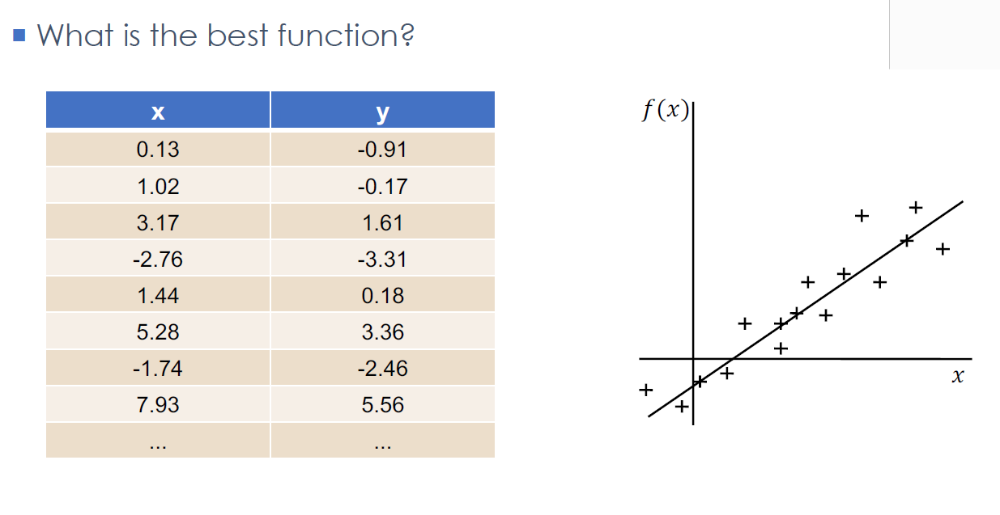 What is the best function?
x y
0.13 -0.91
1.02 -0.17
3.17 1.61
-2.76 -3.31
1.44 0.18
5.28 3.36
-1.74 -2.46
7.93 5.56
... ...
f(x)
x